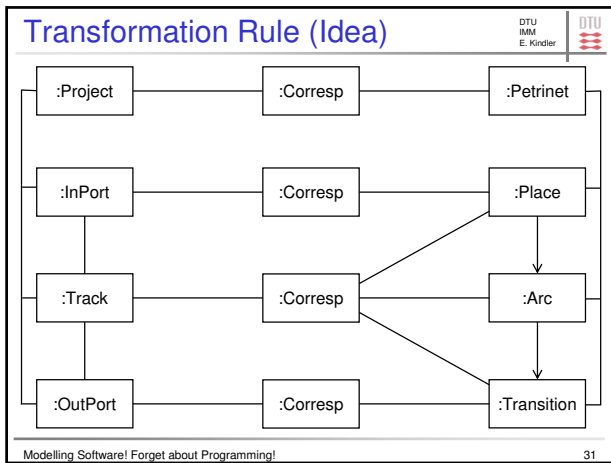 Transformation Rule (Idea)
DTU
IMM
E. Kindler
DTU
:Project
:Corresp
:Petrinet
:InPort
:Corresp
:Place
:Track
:Corresp
:Arc
:OutPort
:Corresp
:Transition
Modelling Software! Forget about Programming!
31